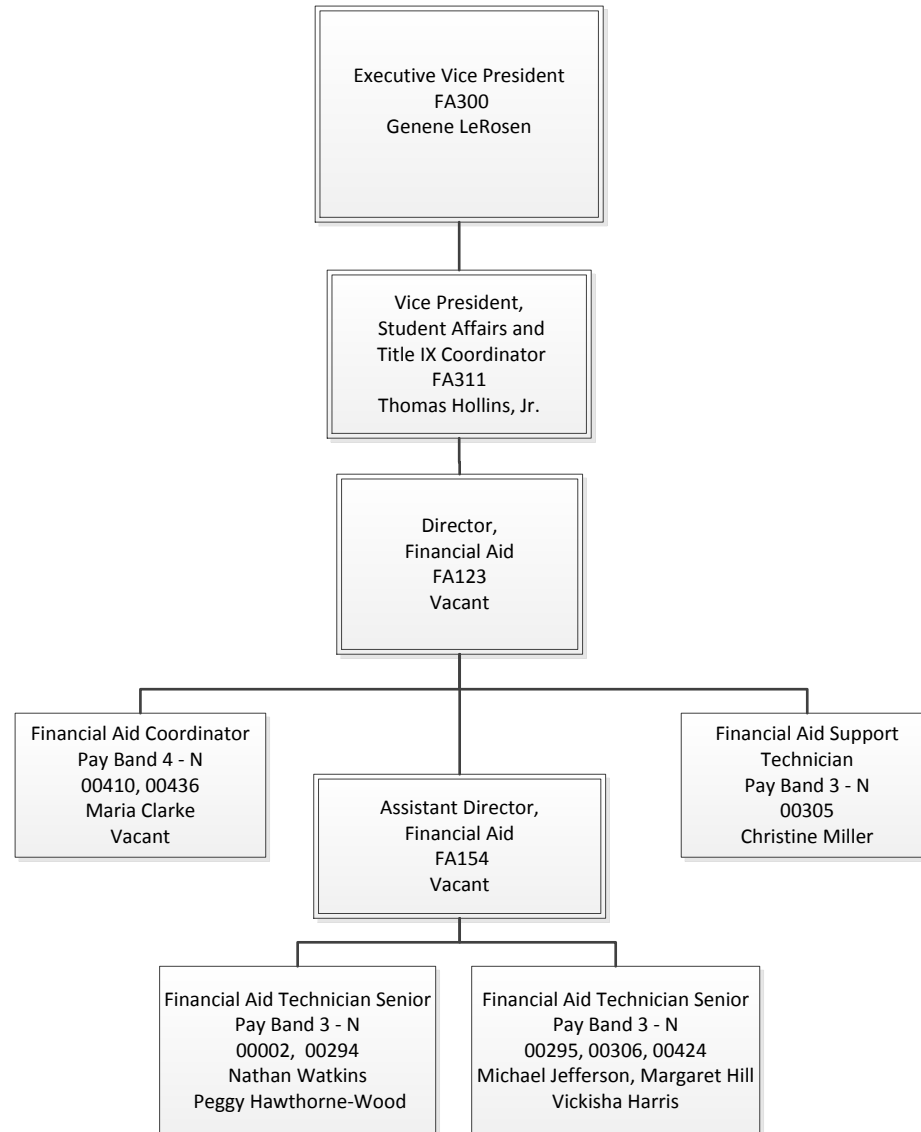 Executive Vice President
FA300
Genene LeRosen
Vice President,
Student Affairs and
Title IX Coordinator
FA311
Thomas Hollins, Jr.
Director,
Financial Aid
FA123
Vacant
Financial Aid Coordinator
Pay Band 4 - N
00410, 00436
Maria Clarke
Vacant
Assistant Director,
Financial Aid
FA154
Vacant
Financial Aid Support
Technician
Pay Band 3 - N
00305
Christine Miller
Financial Aid Technician Senior
Pay Band 3 - N
00002,  00294
Nathan Watkins
Peggy Hawthorne-Wood
Financial Aid Technician Senior
Pay Band 3 - N
00295, 00306, 00424
Michael Jefferson, Margaret Hill
Vickisha Harris